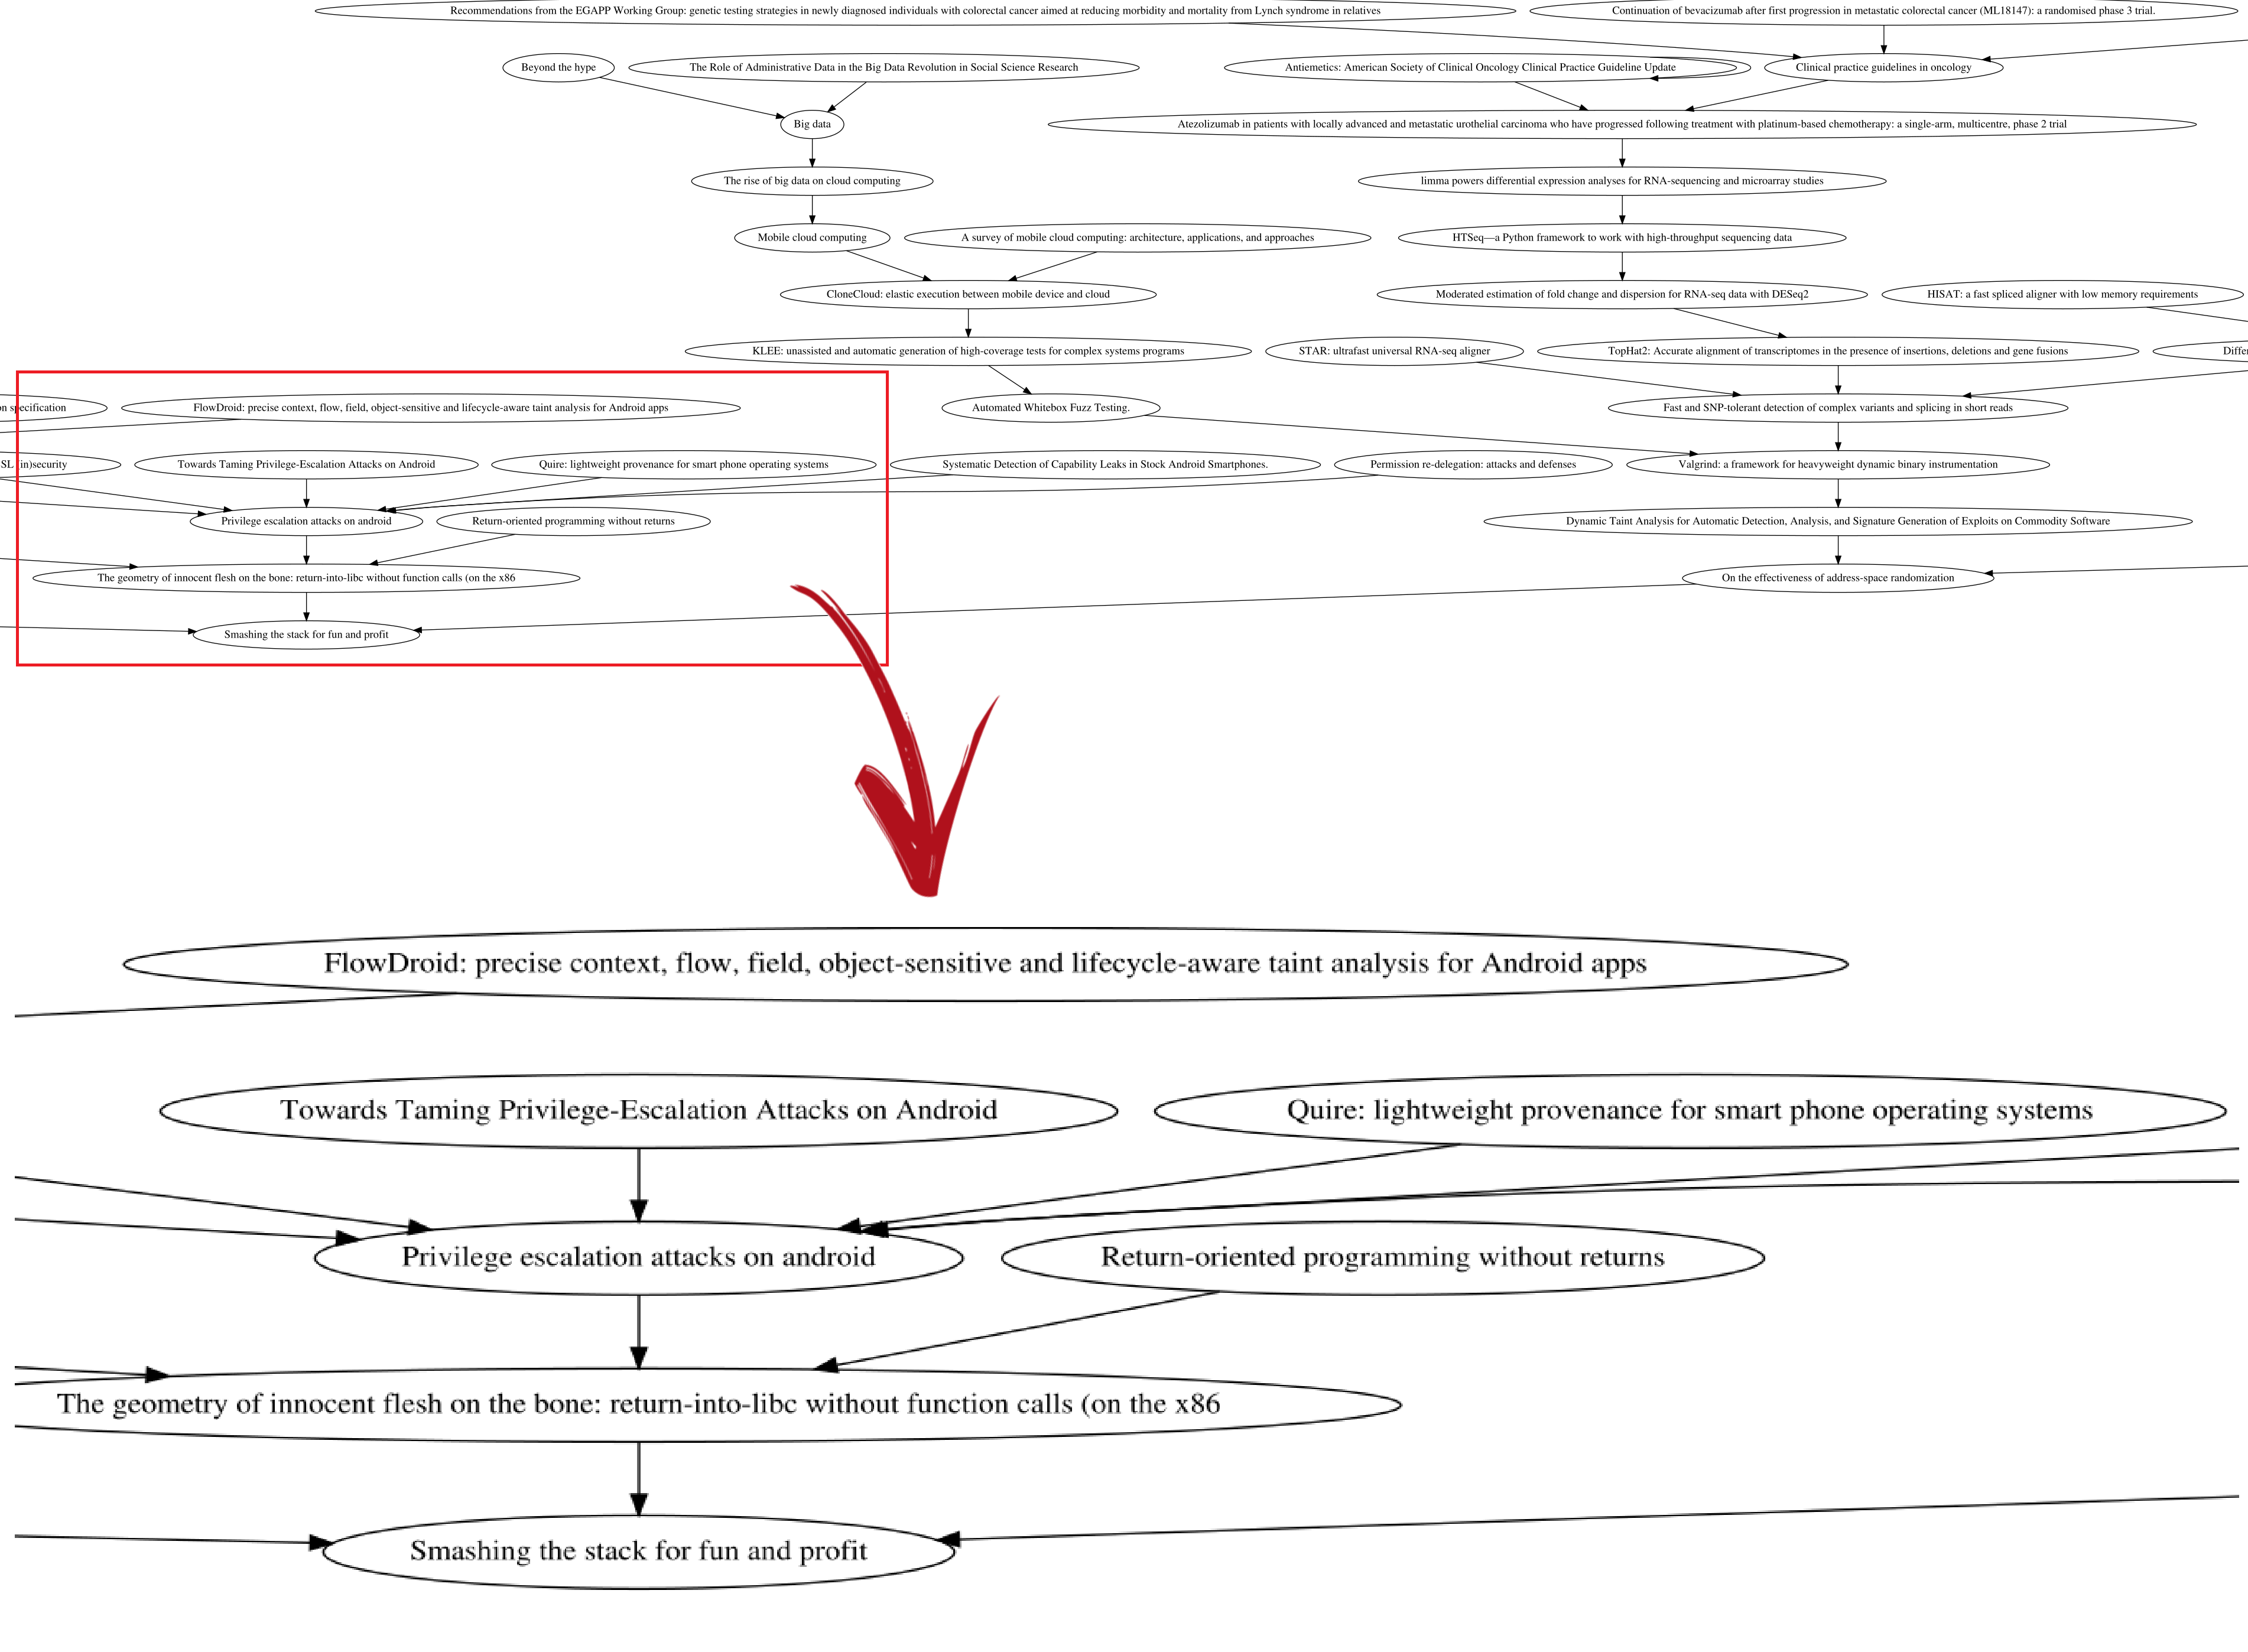 Recommendations from the EGAPP Working Group: genetic testing strategies in newly diagnosed individuals with colorectal cancer aimed at reducing morbidity and mortality from Lynch syndrome in relatives
Continuation of bevacizumab after first progression in metastatic colorectal cancer (ML18147): a randomised phase 3 trial.
Beyond the hype
The Role of Administrative Data in the Big Data Revolution in Social Science Research
Antiemetics: American Society of Clinical Oncology Clinical Practice Guideline Update
Clinical practice guidelines in oncology
Big data
Atezolizumab in patients with locally advanced and metastatic urothelial carcinoma who have progressed following treatment with platinum-based chemotherapy: a single-arm, multicentre, phase 2 trial
The rise of big data on cloud computing
limma powers differential expression analyses for RNA-sequencing and microarray studies
Mobile cloud computing
A survey of mobile cloud computing: architecture, applications, and approaches
HTSeq—a Python framework to work with high-throughput sequencing data
CloneCloud: elastic execution between mobile device and cloud
Moderated estimation of fold change and dispersion for RNA-seq data with DESeq2
HISAT: a fast spliced aligner with low memory requirements
KLEE: unassisted and automatic generation of high-coverage tests for complex systems programs
STAR: ultrafast universal RNA-seq aligner
TopHat2: Accurate alignment of transcriptomes in the presence of insertions, deletions and gene fusions
Differ
n specification
FlowDroid: precise context, flow, field, object-sensitive and lifecycle-aware taint analysis for Android apps
Automated Whitebox Fuzz Testing.
Fast and SNP-tolerant detection of complex variants and splicing in short reads
SL (in)security
Towards Taming Privilege-Escalation Attacks on Android
Quire: lightweight provenance for smart phone operating systems
Systematic Detection of Capability Leaks in Stock Android Smartphones.
Permission re-delegation: attacks and defenses
Valgrind: a framework for heavyweight dynamic binary instrumentation
Privilege escalation attacks on android
Return-oriented programming without returns
Dynamic Taint Analysis for Automatic Detection, Analysis, and Signature Generation of Exploits on Commodity Software
The geometry of innocent flesh on the bone: return-into-libc without function calls (on the x86
On the effectiveness of address-space randomization
Smashing the stack for fun and profit
FlowDroid: precise context, flow, field, object-sensitive and lifecycle-aware taint analysis for Android apps
Towards Taming Privilege-Escalation Attacks on Android
Quire: lightweight provenance for smart phone operating systems
Privilege escalation attacks on android
Return-oriented programming without returns
The geometry of innocent flesh on the bone: return-into-libc without function calls (on the x86
Smashing the stack for fun and profit